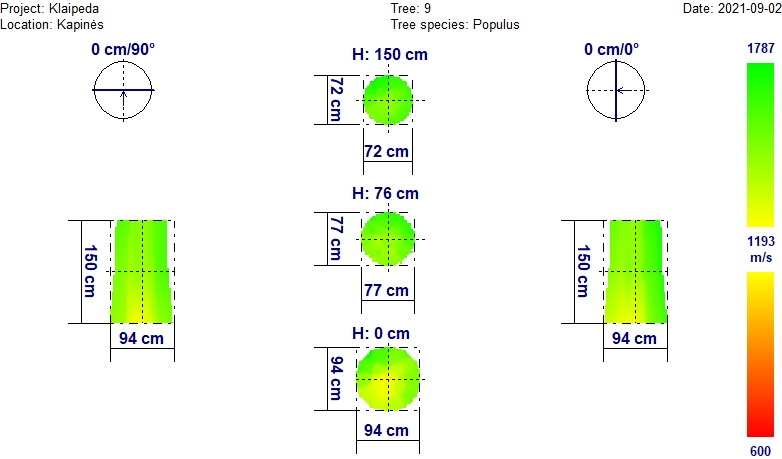 Project: Klaipeda
Tree: 9
Date: 2021-09-02
Location: Kapinės
Tree species: Populus
0 cm/90°
H: 150 cm
0 cm/0°
1787
72 cm
72 cm
H: 76 cm
77 cm
150 cm
150 cm
1193
m/s
77 cm
94 cm
H: 0 cm
94 cm
94 cm
94 cm
600